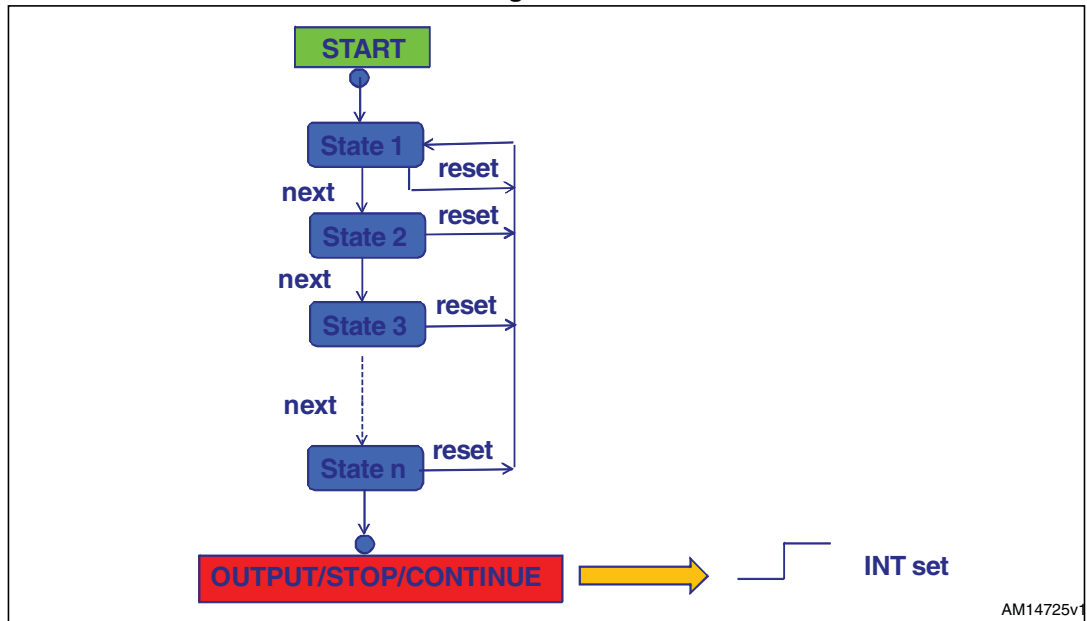 START
State 1
reset
next
reset
State 2
next
reset
State 3
next
reset
State n
OUTPUT/STOP/CONTINUE
INT set
AM14725v1